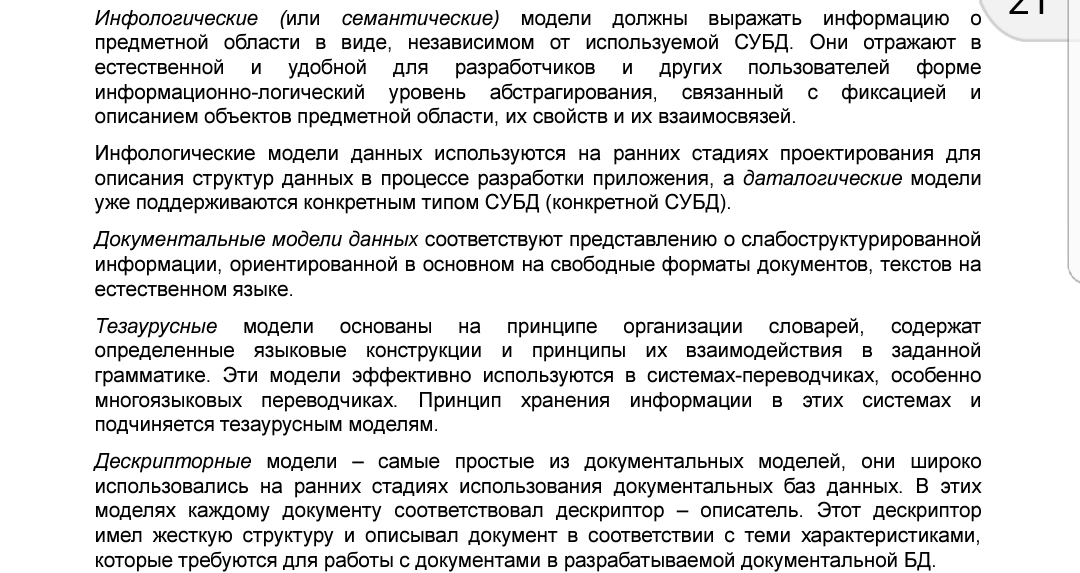 21
Инфологические (или семантические) модели должны выражать информацию о
предметной области в виде, независимом от используемой СУБД. Они отражают в
естественной и удобной для разработчиков и других пользователей форме
информационно-логический уровень абстрагирования, связанный с фиксацией и
описанием объектов предметной области, их свойств и их взаимосвязей.
Инфологические модели данных используются на ранних стадиях проектирования для
описания структур данных в процессе разработки приложения, а даталогические модели
уже поддерживаются конкретным типом СУБД (конкретной СУБД).
Документальные модели данных соответствуют представлению о слабоструктурированной
информации, ориентированной в основном на свободные форматы документов, текстов на
естественном языке.
Тезаурусные модели основаны на принципе организации словарей, содержат
определенные языковые конструкции и принципы их взаимодействия в заданной
грамматике. Эти модели эффективно используются в системах-переводчиках, особенно
многоязыковых переводчиках. Принцип хранения информации в этих системах и
подчиняется тезаурусным моделям.
Дескрипторные модели – самые простые из документальных моделей, они широко
использовались на ранних стадиях использования документальных баз данных. В этих
моделях каждому документу соответствовал дескриптор – описатель. Этот дескриптор
имел жесткую структуру и описывал документ в соответствии с теми характеристиками,
которые требуются для работы с документами в разрабатываемой документальной БД.